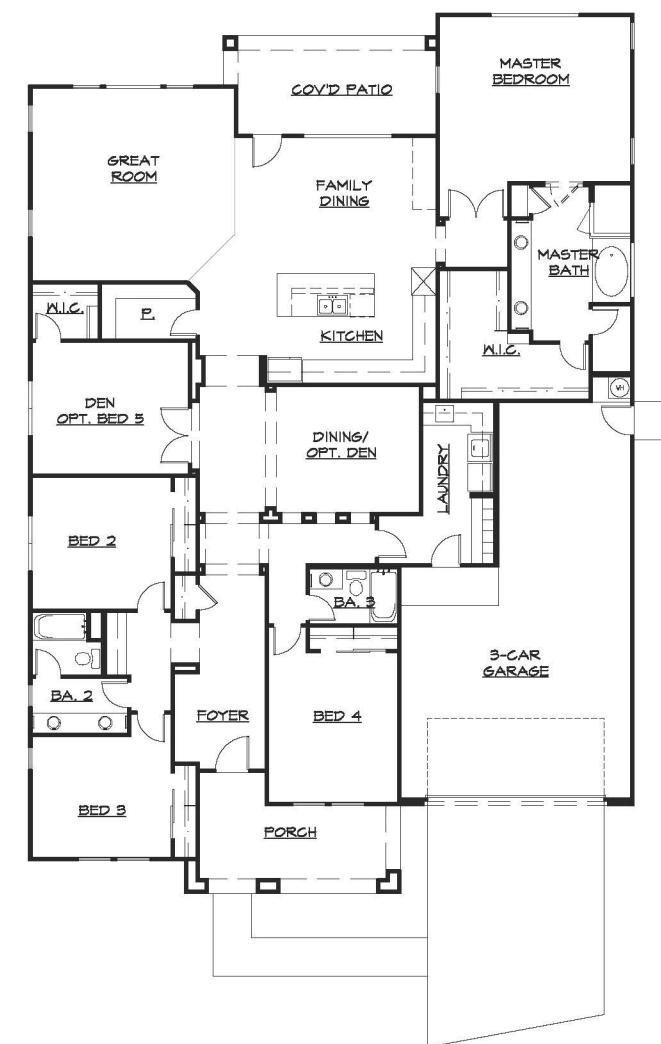 MASTER
BEDROOM
COV'D PATIO
GREAT
ROOM
FAMILY
DINING
MASTER
BATH
W.I.C.
P.
KITCHEN
W.I.C.
WH
DEN
OPT. BED 5
DINING/
OPT. DEN
LAUNDRY
BED 2
BA. 3
3-CAR
GARAGE
BA. 2
FOYER
BED 4
BED 3
PORCH